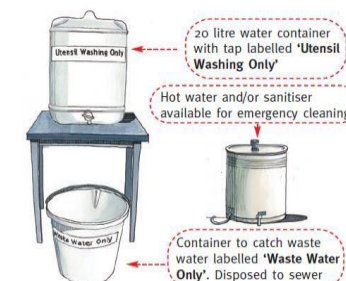 20 litre water container
with tap labelled ‘Utensil
Washing Only’
Utensil Washing Only
Hot water and/or sanitiser
available for emergency cleaning
Waste Water Only
Container to catch waste
water labelled ‘Waste Water
Only’. Disposed to sewer